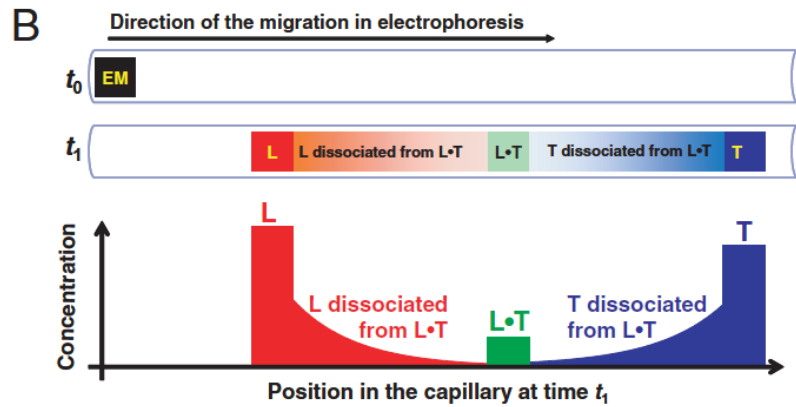 B
Direction of the migration in electrophoresis
t0
EM
t1
L
L dissociated from L•T
L•T
T dissociated from L•T
T
Concentration
L
L dissociated
from L•T
L•T
T dissociated
from L•T
T
Position in the capillary at time t1